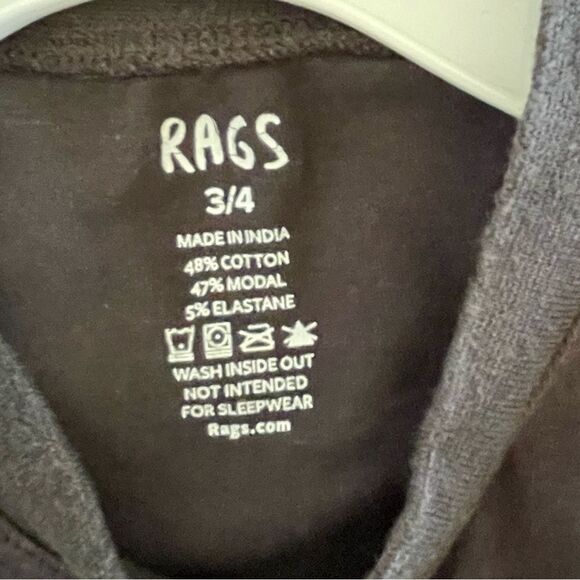 RAGS
3/4
MADE IN INDIA
48% COTTON
47% MODAL
5% ELASTANE
WASH INSIDE OUT
NOT INTENDED
FOR SLEEPWEAR
Rags.com